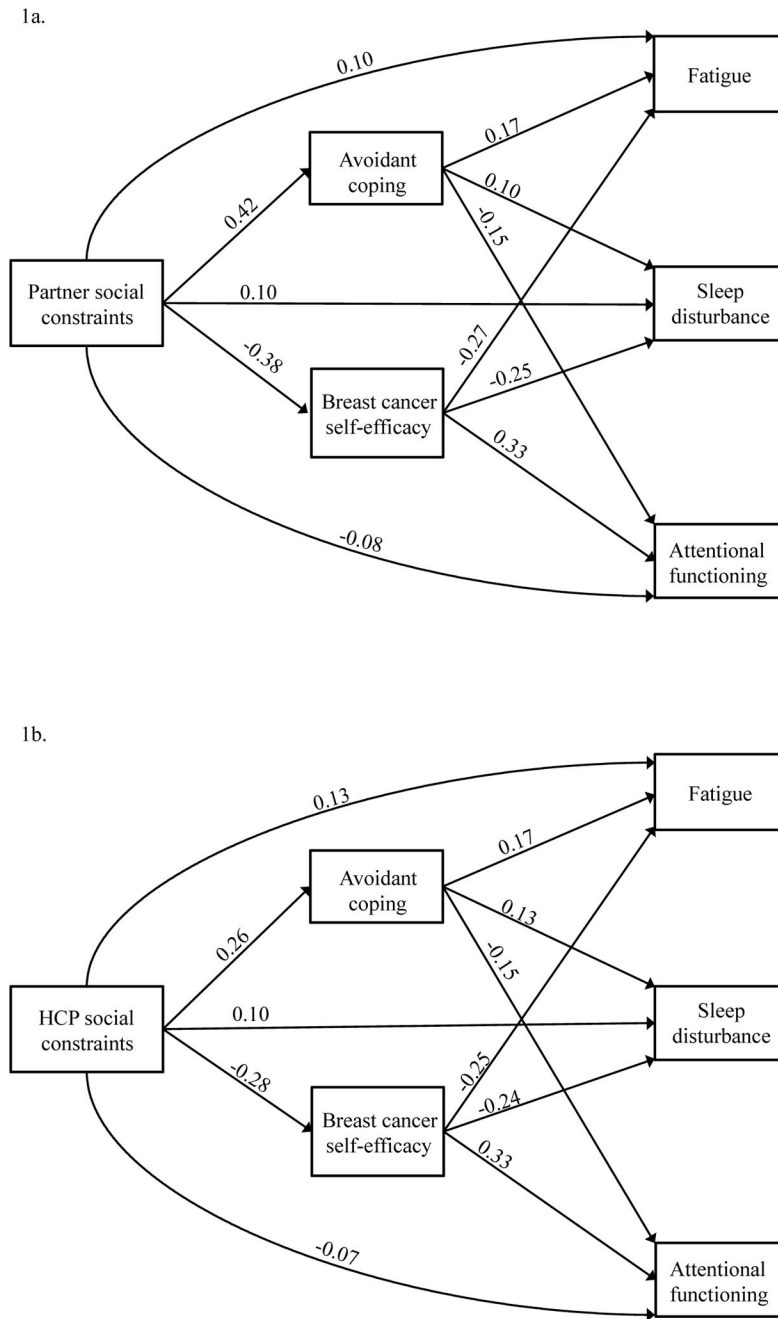 1a.
0.10
Fatigue
0.17
Avoidant
coping
0.10
0.42
-0.15
Partner social
constraints
0.10
Sleep
disturbance
-0.38
-0.27
-0.25
Breast cancer
self-efficacy
0.33
-0.08
Attentional
functioning
1b.
0.13
Fatigue
0.17
Avoidant
coping
0.13
0.26
-0.15
HCP social
constraints
0.10
Sleep
disturbance
-0.28
-0.25
-0.24
Breast cancer
self-efficacy
0.33
-0.07
Attentional
functioning